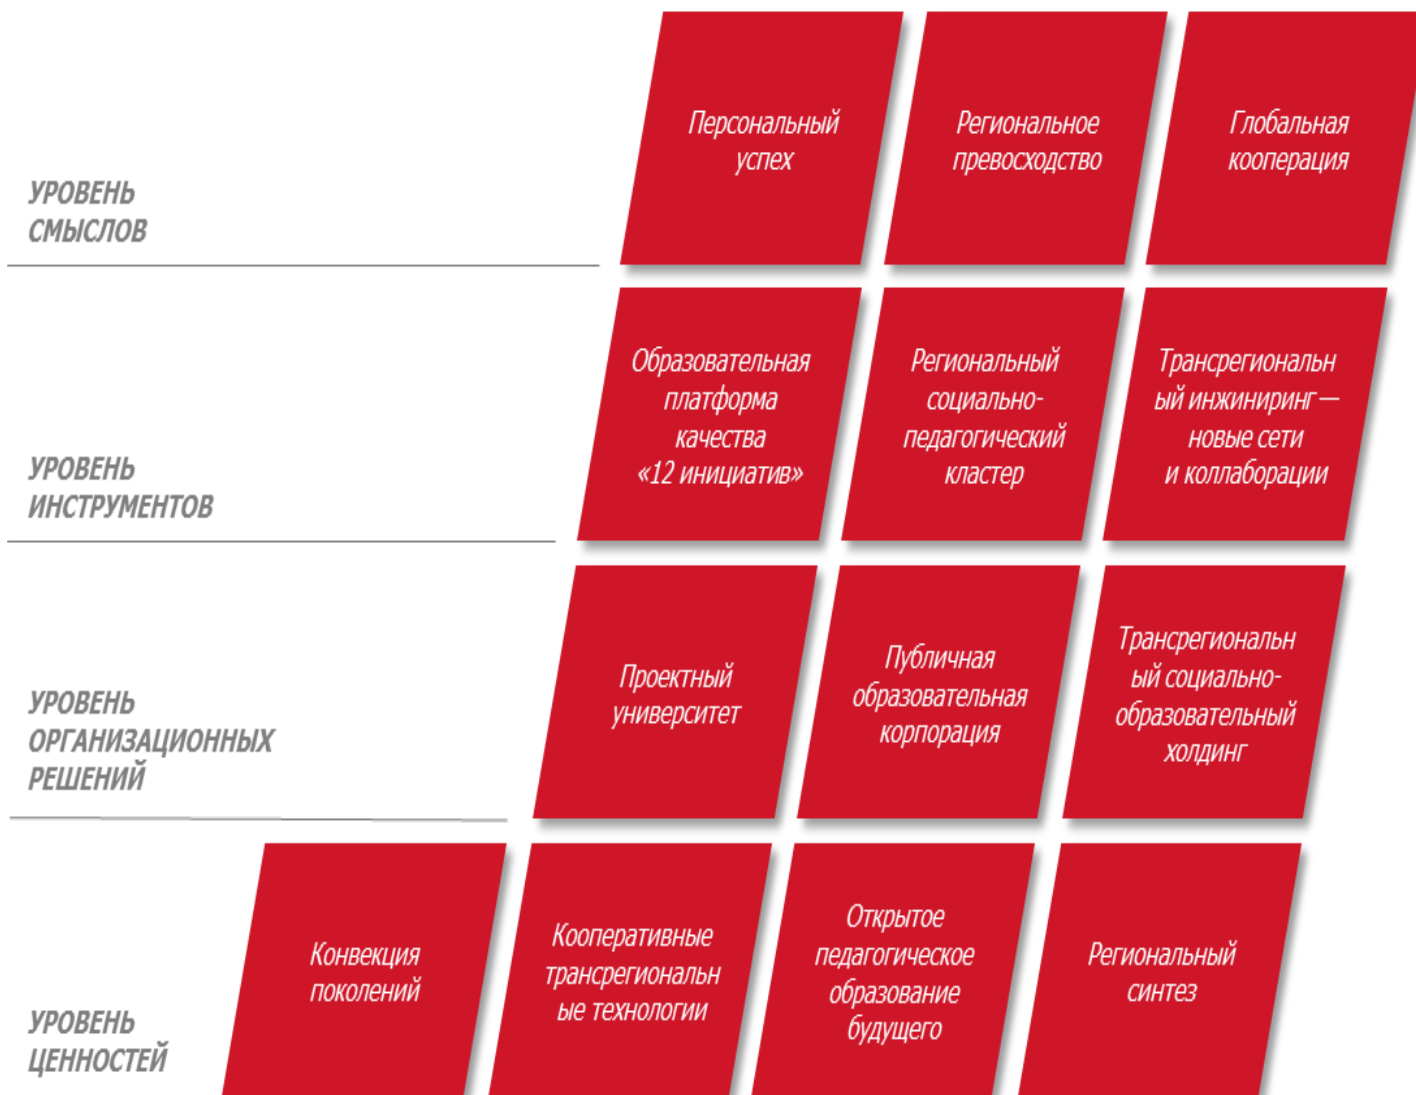 УРОВЕНЬ
СМЫСЛОВ
Персональный
успех
Региональное
превосходство
Глобальная
кооперация
УРОВЕНЬ
ИНСТРУМЕНТОВ
Образовательная
платформа
качества
«12 инициатив»
Региональный
социально-
педагогический
кластер
Трансрегиональн
ый инжиниринг —
новые сети
и коллаборации
УРОВЕНЬ
ОРГАНИЗАЦИОННЫХ
РЕШЕНИЙ
Проектный
университет
Публичная
образовательная
корпорация
Трансрегиональн
ый социально-
образовательный
холдинг
УРОВЕНЬ
ЦЕННОСТЕЙ
Конвекция
поколений
Кооперативные
трансрегиональн
ые технологии
Открытое
педагогическое
образование
будущего
Региональный
синтез